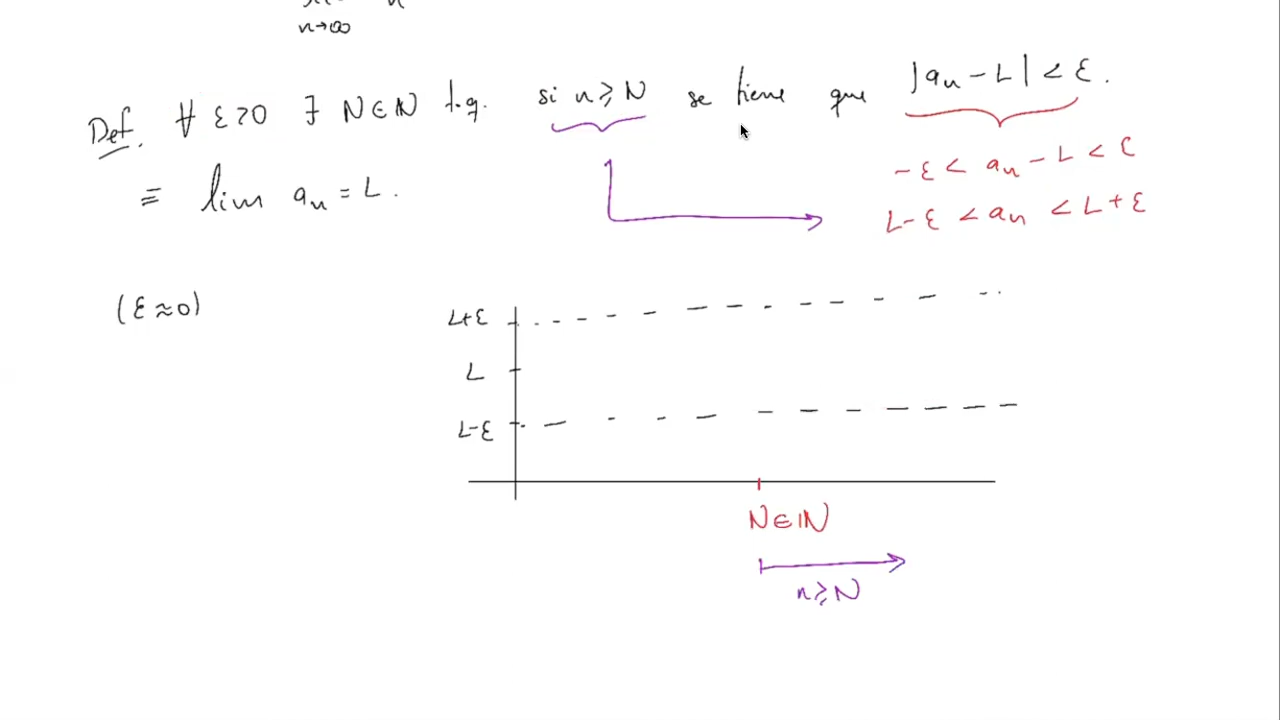 n→∞
Def. ∀ ε>0 ∃ N∈ℕ t.q. si n⩾N se tiene que |aₙ - L| < ε.
-ε < aₙ - L < ε
≡ lim aₙ = L.
L-ε < aₙ < L+ε
(ε≈0)
L+ε
L
L-ε
N∈ℕ
n⩾N